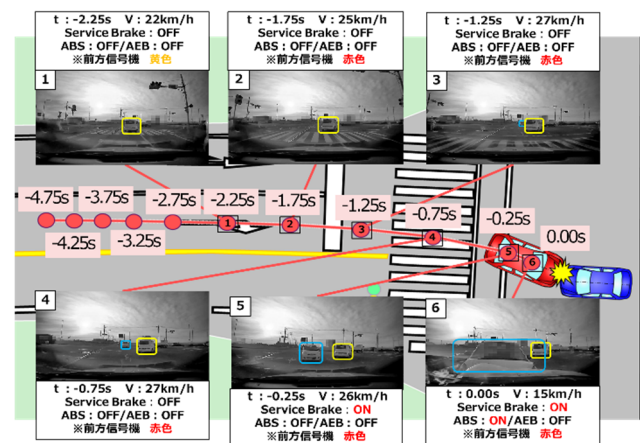 t：-2.25s V：22km/h
Service Brake：OFF
ABS：OFF/AEB：OFF
※前方信号機 黄色
1
t：-1.75s V：25km/h
Service Brake：OFF
ABS：OFF/AEB：OFF
※前方信号機 赤色
2
t：-1.25s V：27km/h
Service Brake：OFF
ABS：OFF/AEB：OFF
※前方信号機 赤色
3
-4.75s
-3.75s
-2.75s
-2.25s
-1.75s
-1.25s
-0.75s
-0.25s
0.00s
-4.25s
-3.25s
1
2
3
4
5
6
4
t：-0.75s V：27km/h
Service Brake：OFF
ABS：OFF/AEB：OFF
※前方信号機 赤色
5
t：-0.25s V：26km/h
Service Brake：ON
ABS：OFF/AEB：OFF
※前方信号機 赤色
6
t：0.00s V：15km/h
Service Brake：ON
ABS：ON/AEB：OFF
※前方信号機 赤色